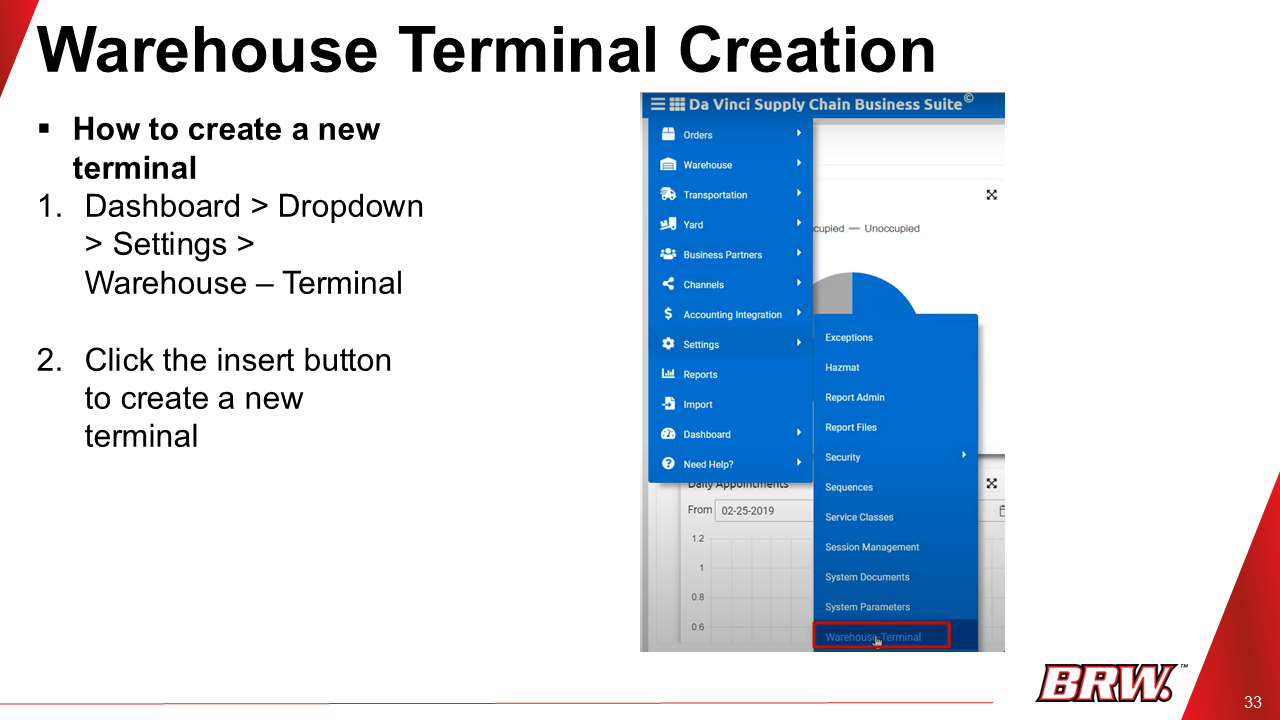 Warehouse Terminal Creation
▪ How to create a new
terminal
1. Dashboard > Dropdown
> Settings >
Warehouse – Terminal
2. Click the insert button
to create a new
terminal
Da Vinci Supply Chain Business Suite©
Orders
Warehouse
Transportation
Yard
Business Partners
Channels
Accounting Integration
Settings
Reports
Import
Dashboard
Need Help?
Unoccupied
Exceptions
Hazmat
Report Admin
Report Files
Security
Sequences
Service Classes
Session Management
System Documents
System Parameters
Warehouse Terminal
Daily Appointments
From 02-25-2019
1.2
1
0.8
0.6
BRW.™
33